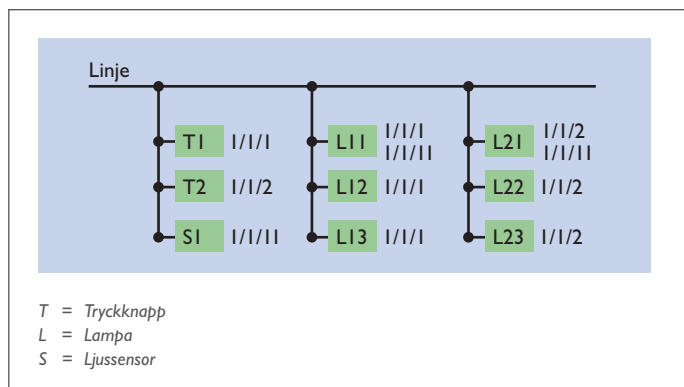 Linje
T1 1/1/1
T2 1/1/2
S1 1/1/11
L11 1/1/1
1/1/11
L12 1/1/1
L13 1/1/1
L21 1/1/2
1/1/11
L22 1/1/2
L23 1/1/2
T = Tryckknapp
L = Lampa
S = Ljussensor